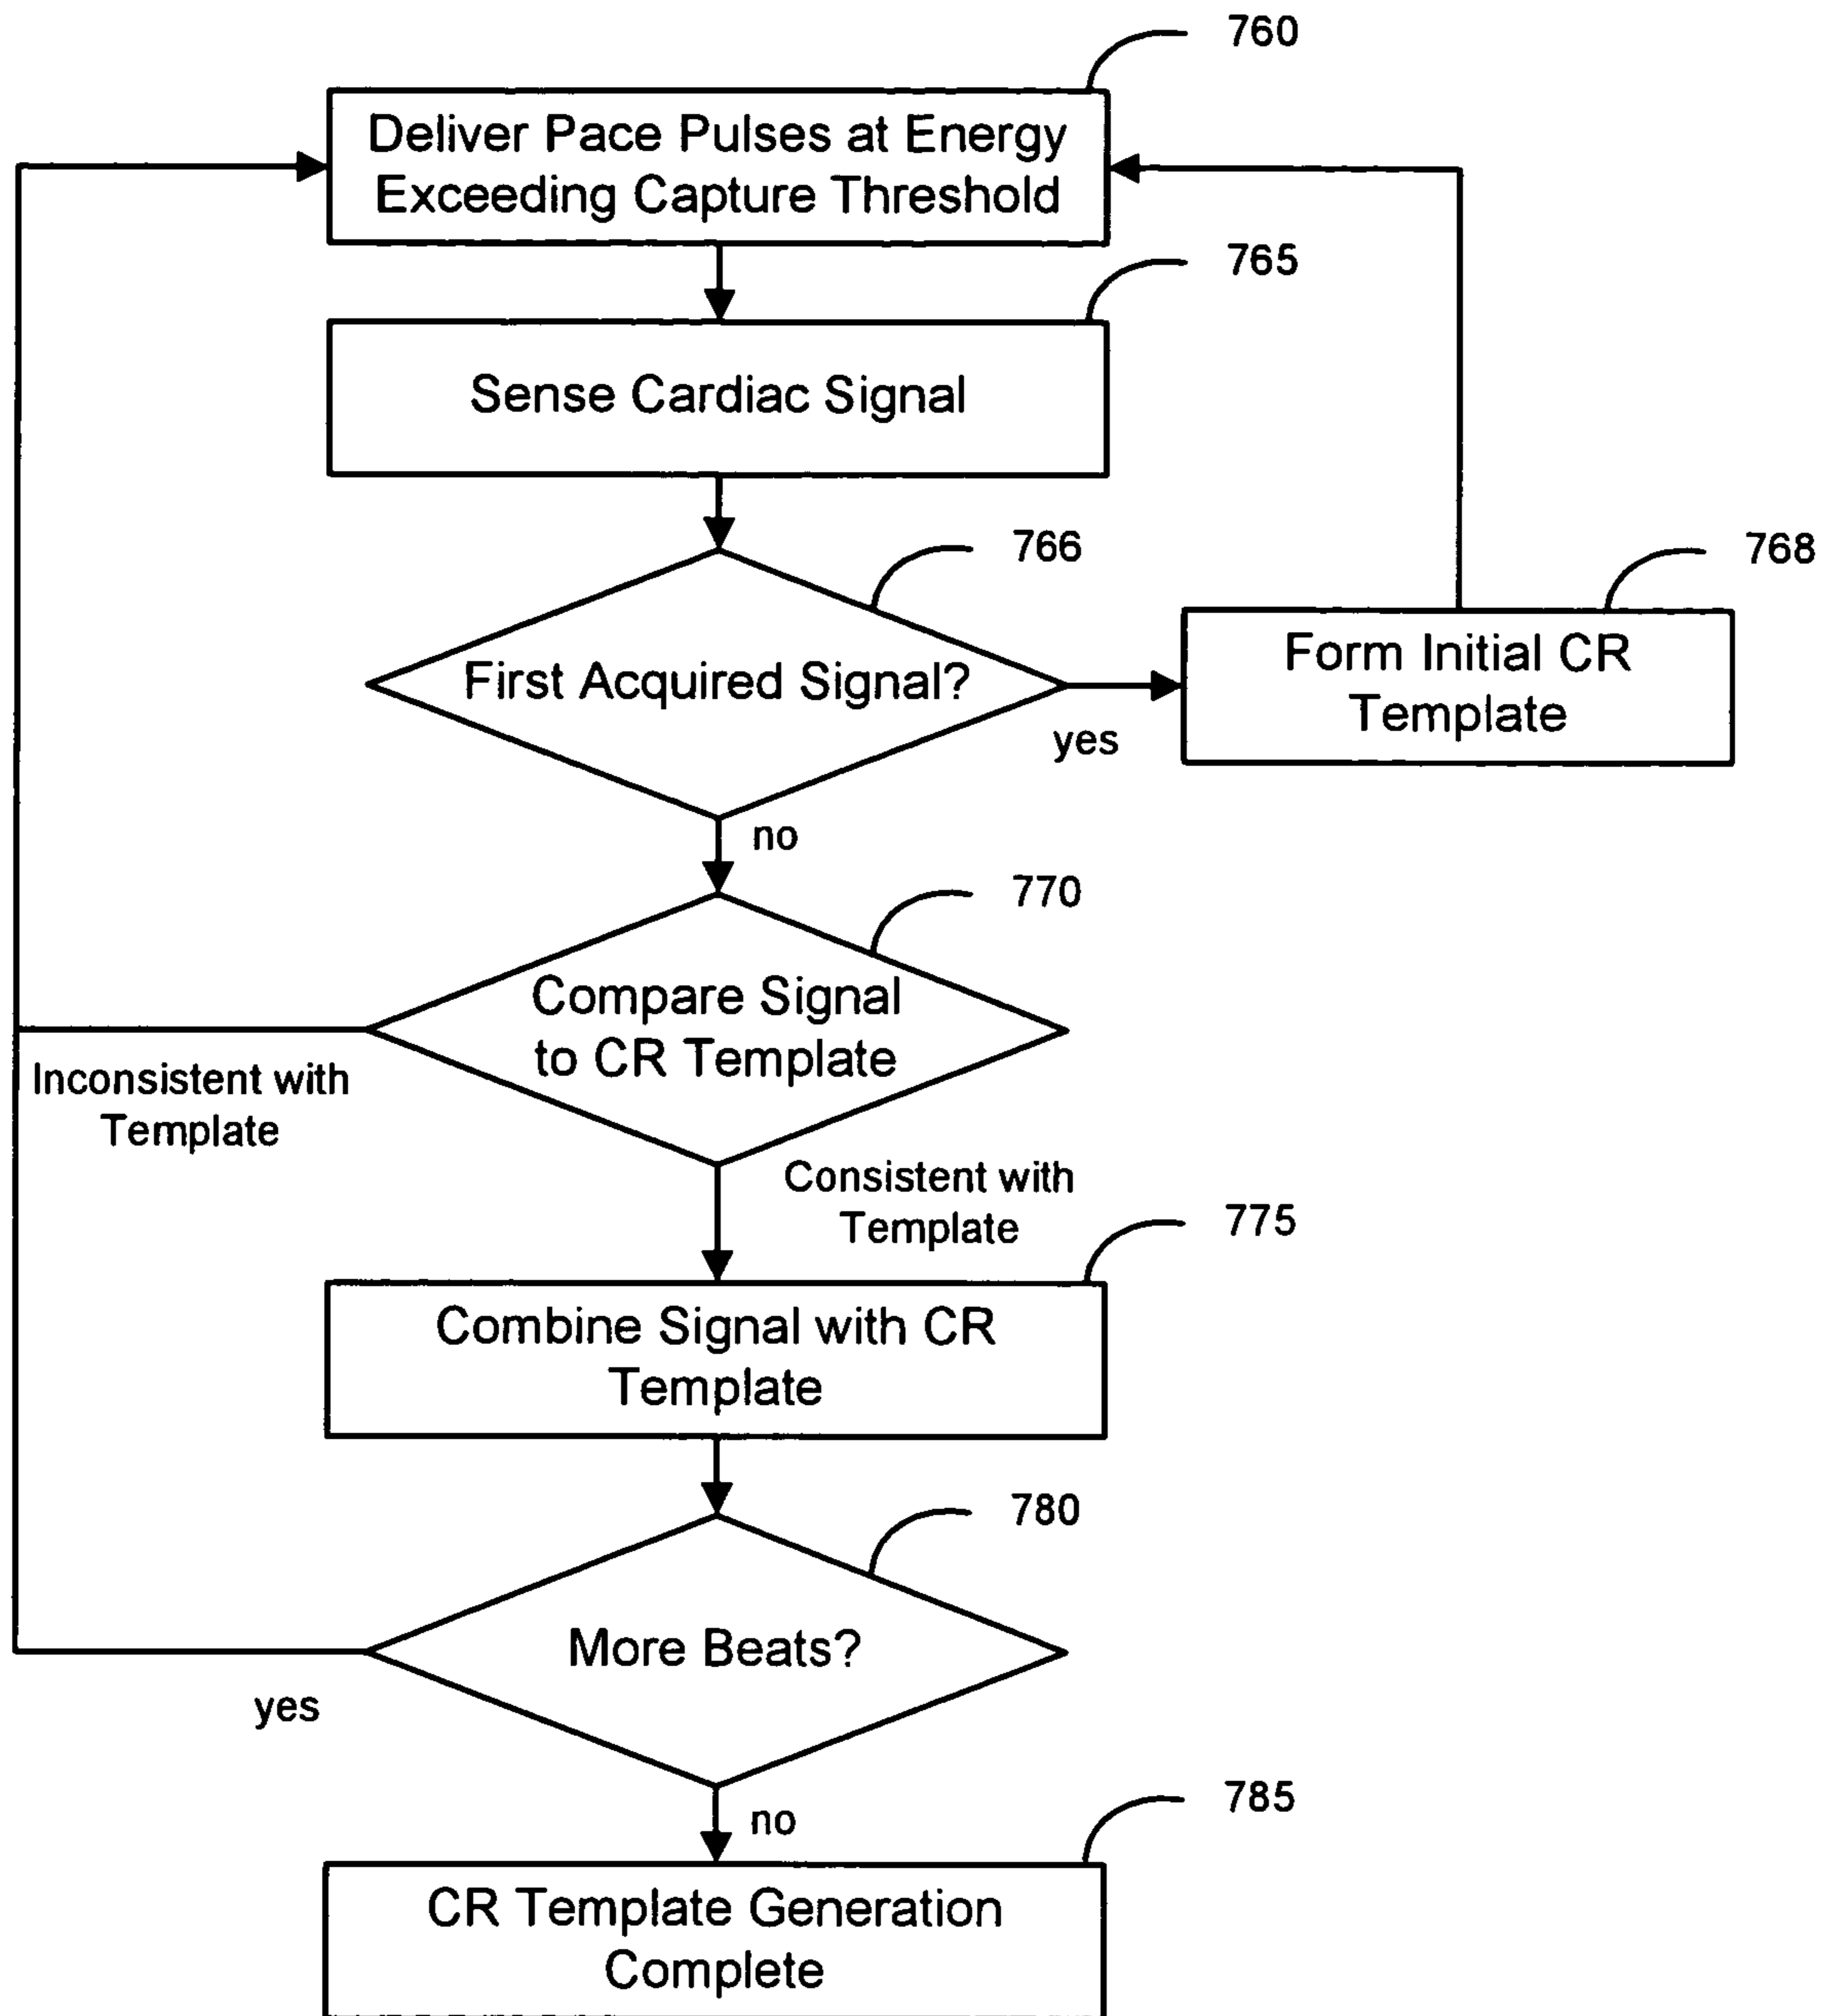 760
Deliver Pace Pulses at Energy
Exceeding Capture Threshold
765
Sense Cardiac Signal
766
768
First Acquired Signal?
Form Initial CR
Template
yes
no
770
Compare Signal
to CR Template
Inconsistent with
Template
Consistent with
Template
775
Combine Signal with CR
Template
780
More Beats?
yes
no
785
CR Template Generation
Complete